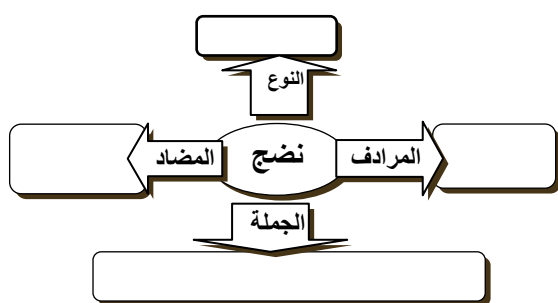 النوع
المرادف
نضج
المضاد
الجملة